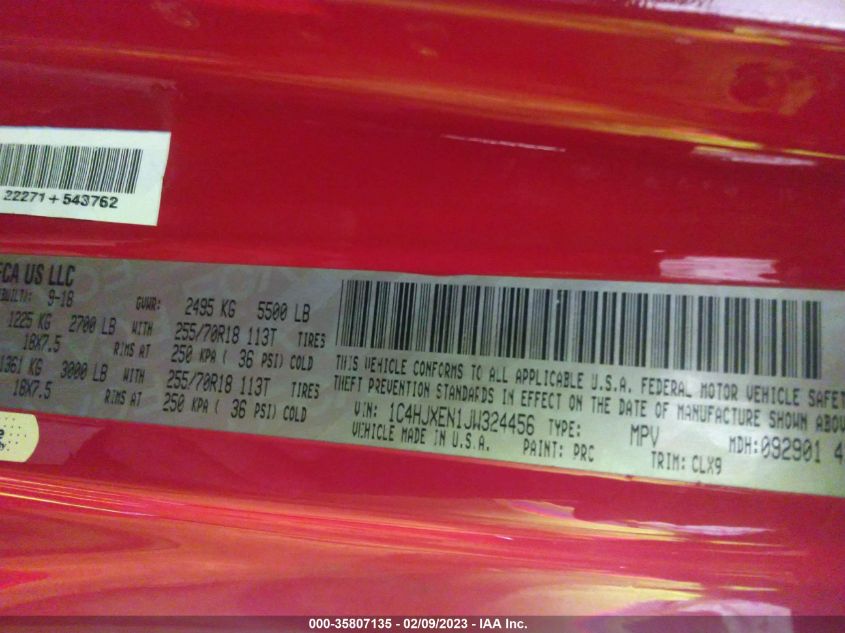 22271+543762
FCA US LLC
BUILT: 9-18
GVWR: 2495 KG 5500 LB
1225 KG 2700 LB WITH 255/70R18 113T TIRES
18X7.5 RIMS AT 250 KPA ( 36 PSI) COLD
1361 KG 3000 LB WITH 255/70R18 113T TIRES
18X7.5 RIMS AT 250 KPA ( 36 PSI) COLD
THIS VEHICLE CONFORMS TO ALL APPLICABLE U.S.A. FEDERAL MOTOR VEHICLE SAFETY
THEFT PREVENTION STANDARDS IN EFFECT ON THE DATE OF MANUFACTURE SHOWN ABOV
VIN: 1C4HJXEN1JW324456 TYPE: MPV MDH:092901 4
VEHICLE MADE IN U.S.A. PAINT: PRC TRIM: CLX9
000-35807135 - 02/09/2023 - IAA Inc.